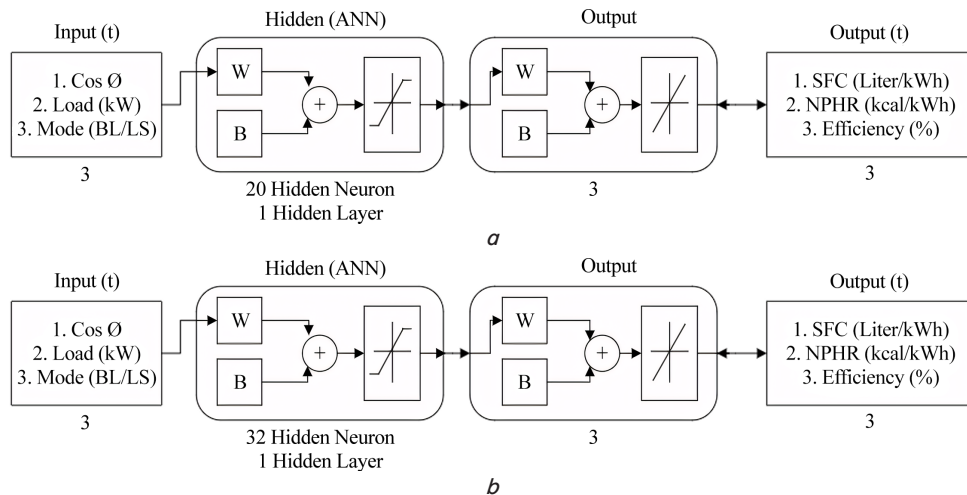 Input (t)
Hidden (ANN)
Output
Output (t)
1. Cos Ø
2. Load (kW)
3. Mode (BL/LS)
3
W
B
+
20 Hidden Neuron
1 Hidden Layer
W
B
+
3
1. SFC (Liter/kWh)
2. NPHR (kcal/kWh)
3. Efficiency (%)
3
a
Input (t)
Hidden (ANN)
Output
Output (t)
1. Cos Ø
2. Load (kW)
3. Mode (BL/LS)
3
W
B
+
32 Hidden Neuron
1 Hidden Layer
W
B
+
3
1. SFC (Liter/kWh)
2. NPHR (kcal/kWh)
3. Efficiency (%)
3
b